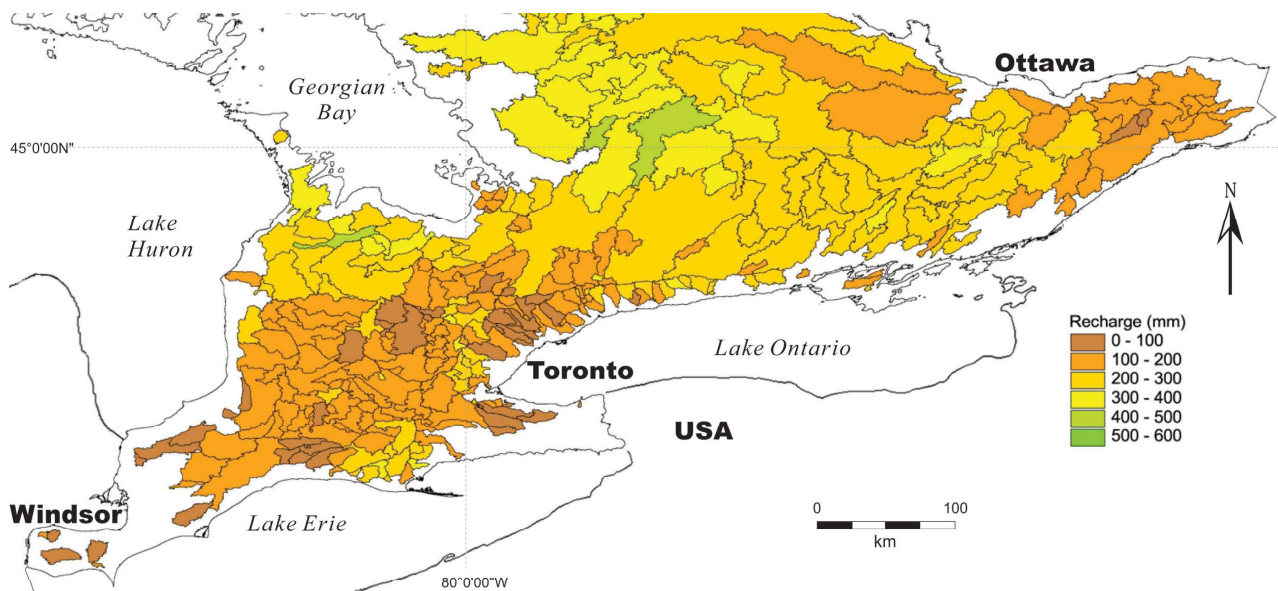 Ottawa
Georgian
Bay
45°0'00N"
Lake
Huron
N
Recharge (mm)
0 - 100
100 - 200
200 - 300
300 - 400
400 - 500
500 - 600
Lake Ontario
Toronto
USA
Windsor
Lake Erie
0 100
km
80°0'00"W